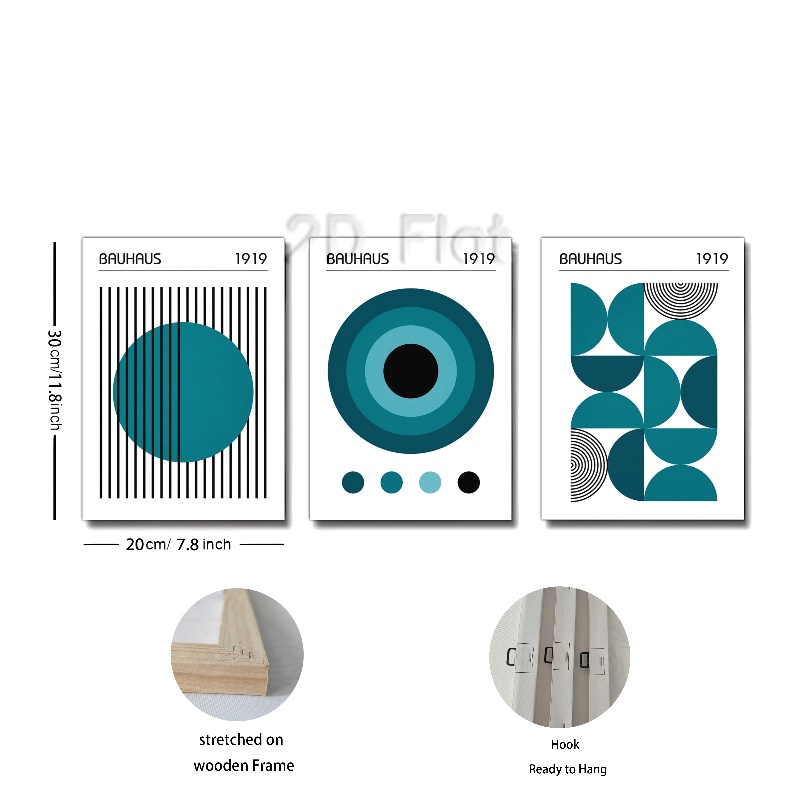 2D Flat
BAUHAUS 1919
BAUHAUS 1919
BAUHAUS 1919
30cm/11.8inch
20cm/ 7.8 inch
stretched on
wooden Frame
Hook
Ready to Hang